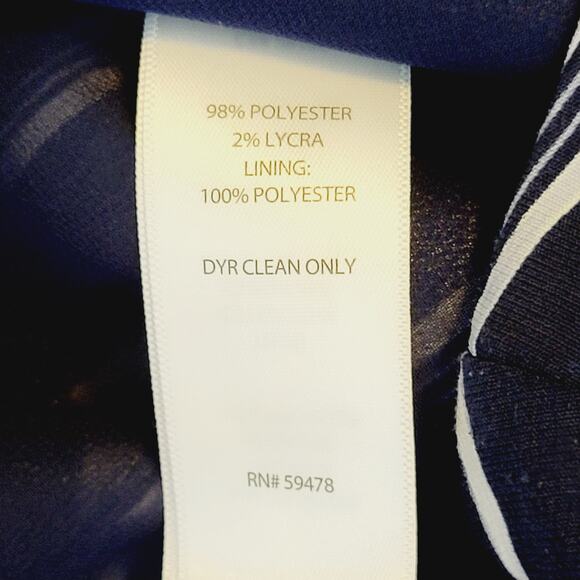 98% POLYESTER
2% LYCRA
LINING:
100% POLYESTER
DYR CLEAN ONLY
RN# 59478